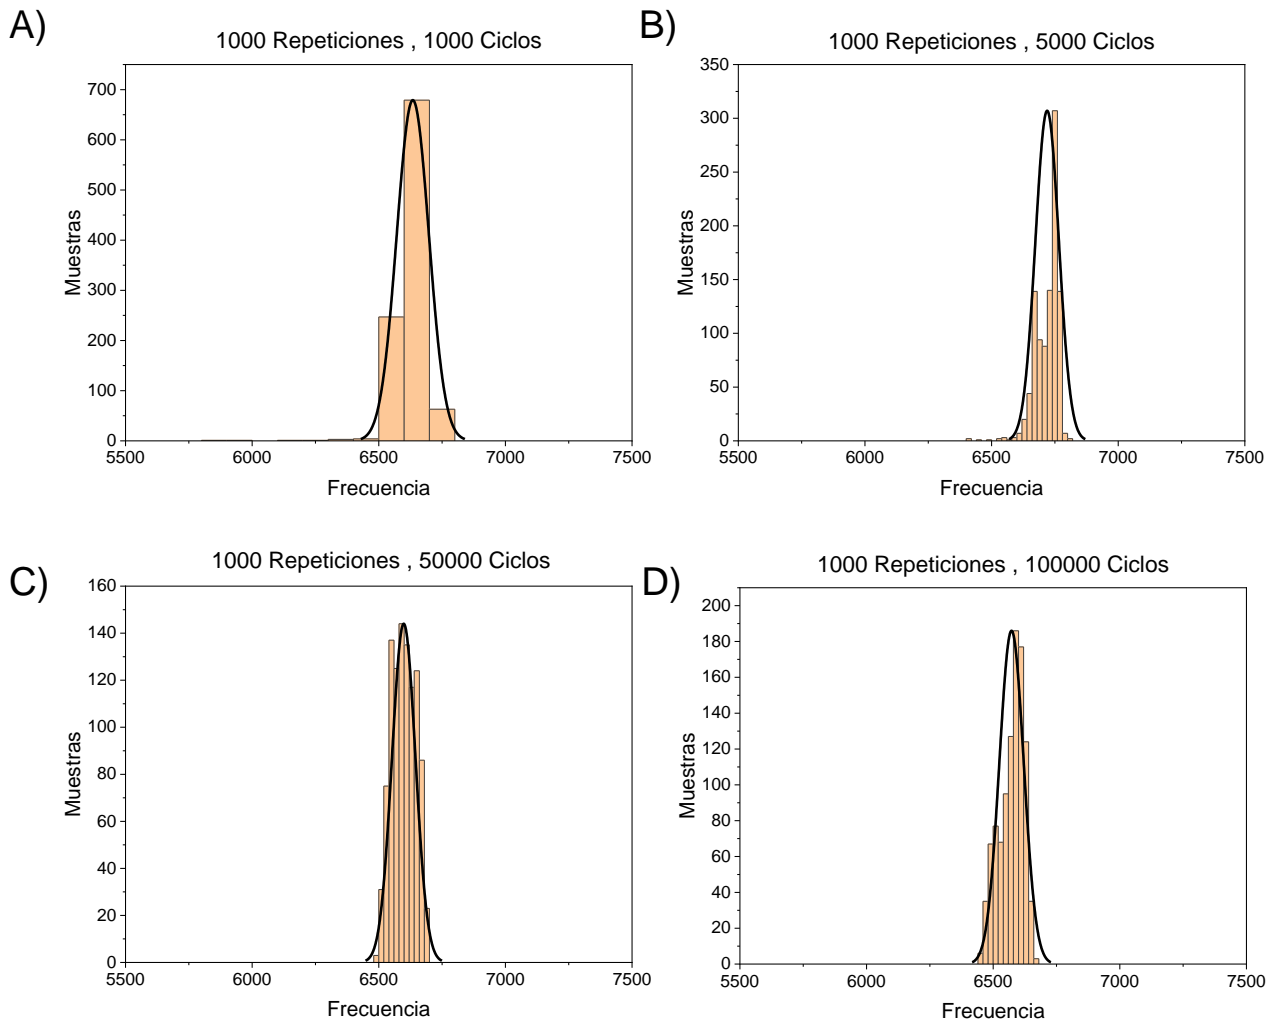 A)
1000 Repeticiones , 1000 Ciclos
700
600
500
400
300
200
100
0
Muestras
5500 6000 6500 7000 7500
Frecuencia
B)
1000 Repeticiones , 5000 Ciclos
350
300
250
200
150
100
50
0
Muestras
5500 6000 6500 7000 7500
Frecuencia
C)
1000 Repeticiones , 50000 Ciclos
160
140
120
100
80
60
40
20
0
Muestras
5500 6000 6500 7000 7500
Frecuencia
D)
1000 Repeticiones , 100000 Ciclos
200
180
160
140
120
100
80
60
40
20
0
Muestras
5500 6000 6500 7000 7500
Frecuencia